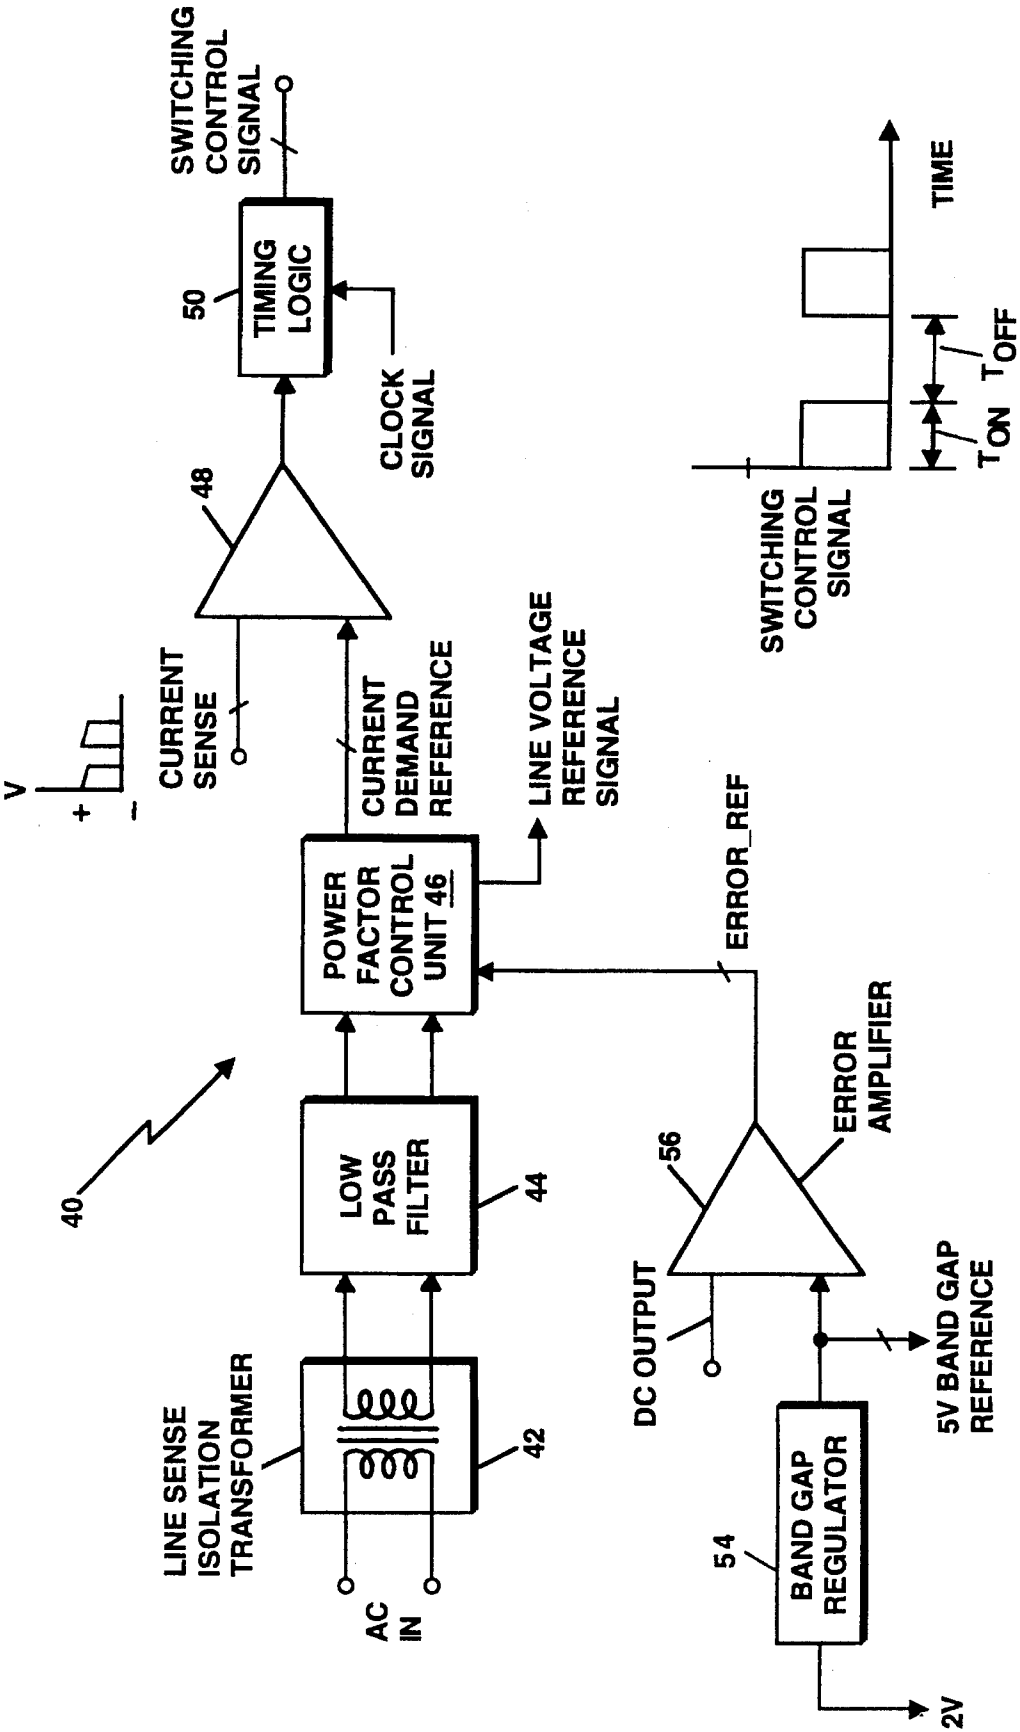 40
V
+
–
CURRENT
SENSE
48
50
SWITCHING
CONTROL
SIGNAL
TIMING
LOGIC
CLOCK
SIGNAL
LINE SENSE
ISOLATION
TRANSFORMER
AC
IN
42
LOW
PASS
FILTER
44
POWER
FACTOR
CONTROL
UNIT 46
CURRENT
DEMAND
REFERENCE
LINE VOLTAGE
REFERENCE
SIGNAL
ERROR_REF
DC OUTPUT
56
ERROR
AMPLIFIER
54
BAND GAP
REGULATOR
2V
5V BAND GAP
REFERENCE
SWITCHING
CONTROL
SIGNAL
TON
TOFF
TIME